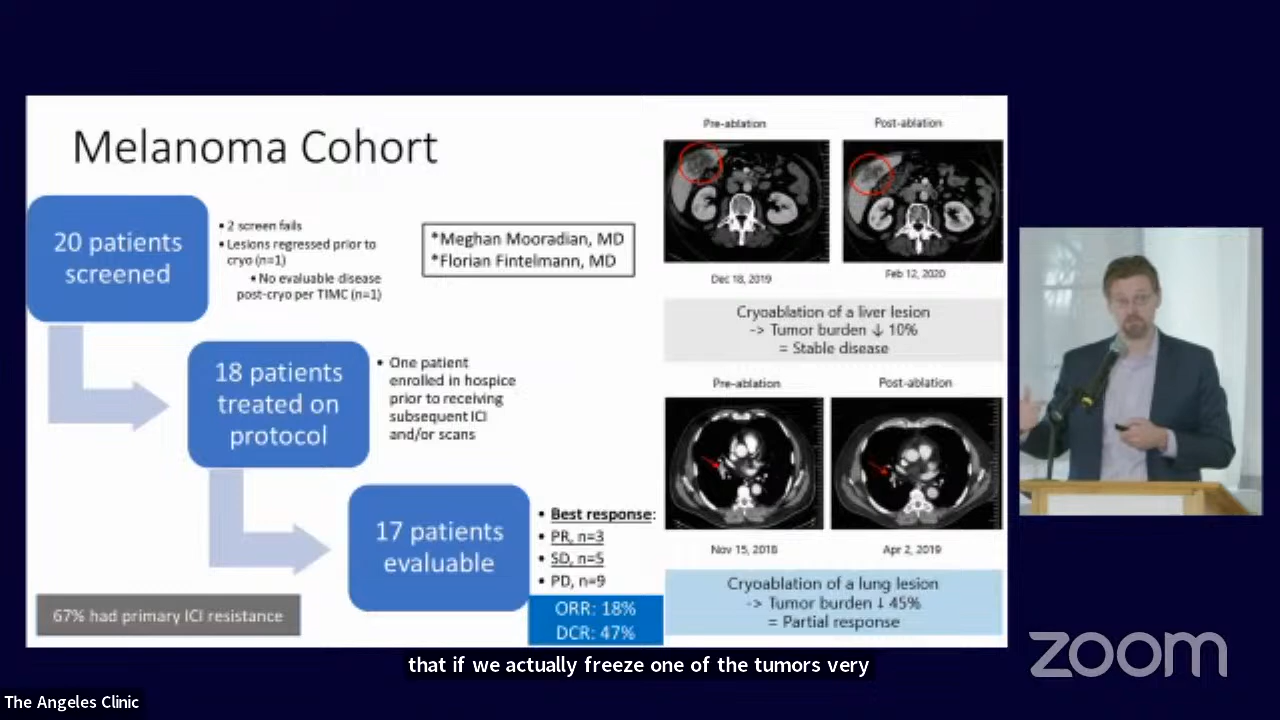 Melanoma Cohort
20 patients
screened
• 2 screen fails
• Lesions regressed prior to
cryo (n=1)
• No evaluable disease
post-cryo per TIMC (n=1)
*Meghan Mooradian, MD
*Florian Fintelmann, MD
18 patients
treated on
protocol
• One patient
enrolled in hospice
prior to receiving
subsequent ICI
and/or scans
17 patients
evaluable
• Best response:
• PR, n=3
• SD, n=5
• PD, n=9
ORR: 18%
DCR: 47%
67% had primary ICI resistance
Pre-ablation
Post-ablation
Dec 18, 2019
Feb 12, 2020
Cryoablation of a liver lesion
-> Tumor burden ↓ 10%
= Stable disease
Pre-ablation
Post-ablation
Nov 15, 2018
Apr 2, 2019
Cryoablation of a lung lesion
-> Tumor burden ↓ 45%
= Partial response
that if we actually freeze one of the tumors very
zoom
The Angeles Clinic